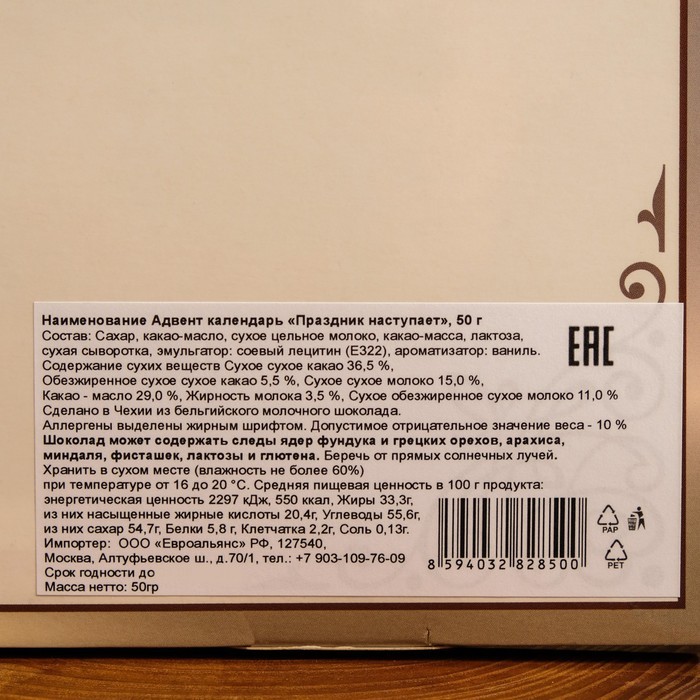 Наименование Адвент календарь «Праздник наступает», 50 г
Состав: Сахар, какао-масло, сухое цельное молоко, какао-масса, лактоза,
сухая сыворотка, эмульгатор: соевый лецитин (E322), ароматизатор: ваниль.
EAC
Содержание сухих веществ Сухое сухое какао 36,5 %,
Обезжиренное сухое сухое какао 5,5 %, Сухое сухое молоко 15,0 %,
Какао - масло 29,0 %, Жирность молока 3,5 %, Сухое обезжиренное сухое молоко 11,0 %
Сделано в Чехии из бельгийского молочного шоколада.
Аллергены выделены жирным шрифтом. Допустимое отрицательное значение веса - 10 %
Шоколад может содержать следы ядер фундука и грецких орехов, арахиса,
миндаля, фисташек, лактозы и глютена. Беречь от прямых солнечных лучей.
Хранить в сухом месте (влажность не более 60%)
при температуре от 16 до 20 °С. Средняя пищевая ценность в 100 г продукта:
энергетическая ценность 2297 кДж, 550 ккал, Жиры 33,3г,
из них насыщенные жирные кислоты 20,4г, Углеводы 55,6г,
из них сахар 54,7г, Белки 5,8 г, Клетчатка 2,2г, Соль 0,13г.
Импортер: ООО «Евроальянс» РФ, 127540,
Москва, Алтуфьевское ш., д.70/1, тел.: +7 903-109-76-09
Срок годности до
Масса нетто: 50гр
8 594032 828500
PAP
PET